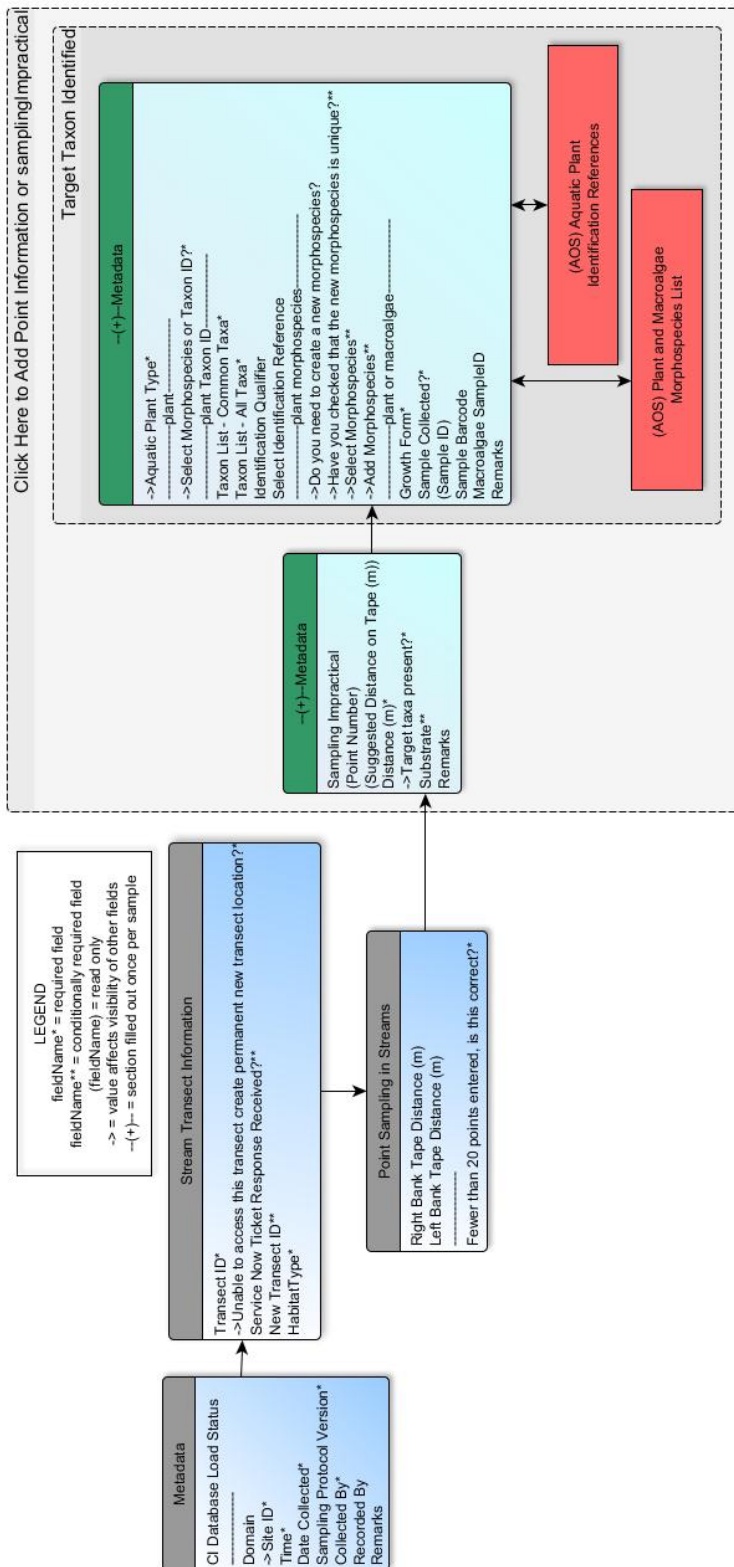 Click Here to Add Point Information or samplingImpractical
Target Taxon Identified
LEGEND
fieldName* = required field
fieldName** = conditionally required field
(fieldName) = read only
-> = value affects visibility of other fields
--(+)-- = section filled out once per sample
Metadata
CI Database Load Status
---------------
Domain
->Site ID*
Time*
Date Collected*
Sampling Protocol Version*
Collected By*
Recorded By
Remarks
Stream Transect Information
Transect ID*
->Unable to access this transect create permanent new transect location?*
Service Now Ticket Response Received?**
New Transect ID**
HabitatType*
Point Sampling in Streams
Right Bank Tape Distance (m)
Left Bank Tape Distance (m)
---------------
Fewer than 20 points entered, is this correct?*
--(+)--Metadata
Sampling Impractical
(Point Number)
(Suggested Distance on Tape (m))
Distance (m)*
->Target taxa present?*
Substrate**
Remarks
--(+)--Metadata
->Aquatic Plant Type*
---------------plant---------------
->Select Morphospecies or Taxon ID?*
---------------plant Taxon ID---------------
Taxon List - Common Taxa*
Taxon List - All Taxa*
Identification Qualifier
Select Identification Reference
---------------plant morphospecies---------------
->Do you need to create a new morphospecies?
->Have you checked that the new morphospecies is unique?**
->Select Morphospecies**
->Add Morphospecies**
---------------plant or macroalgae---------------
Growth Form*
Sample Collected?*
(Sample ID)
Sample Barcode
Macroalgae SampleID
Remarks
(AOS) Aquatic Plant
Identification References
(AOS) Plant and Macroalgae
Morphospecies List